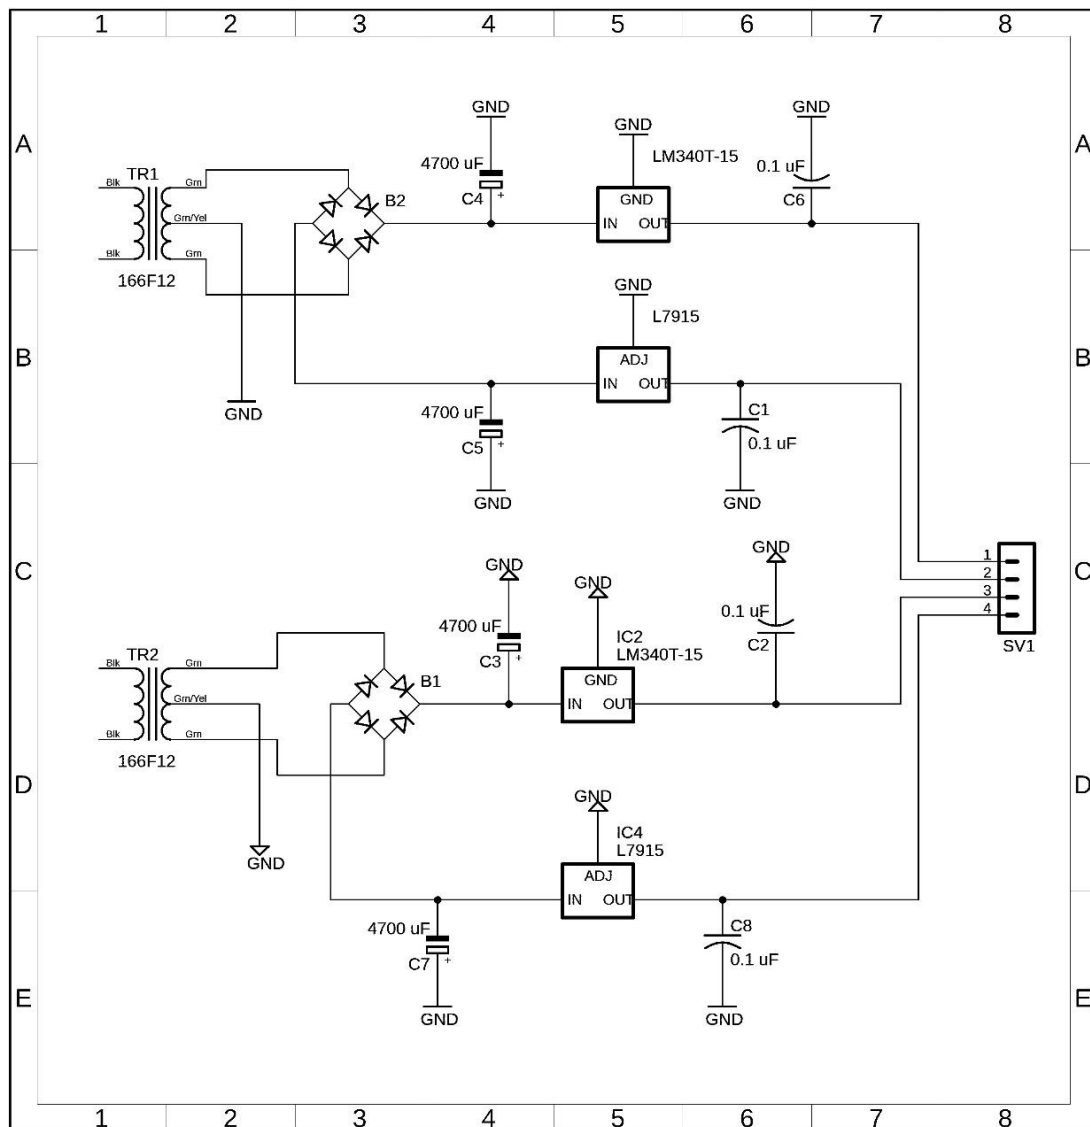 1 2 3 4 5 6 7 8
A A
GND GND GND
LM340T-15
4700 uF 0.1 uF
TR1
Blk Grn
B2 C4 + GND C6
Grn/Yel IN OUT
Blk Grn
166F12
GND
L7915
B B
ADJ
IN OUT
GND
4700 uF C1
C5 + 0.1 uF
GND GND
GND
C C
GND GND
1
2
3
4
SV1
4700 uF 0.1 uF
IC2
C3 + LM340T-15 C2
TR2
Blk Grn
B1 GND
Grn/Yel IN OUT
Blk Grn
166F12
D D
GND
IC4
L7915
GND
ADJ
IN OUT
4700 uF C8
C7 + 0.1 uF
E E
GND GND
1 2 3 4 5 6 7 8